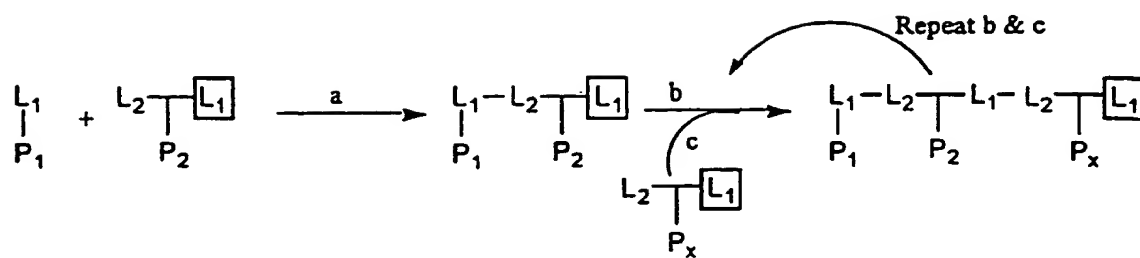 Repeat b & c
L₁ + L₂ L₁ a L₁ L₂ L₁ b L₁ L₂ L₁ L₂ L₁
P₁ P₂ P₁ P₂ c P₁ P₂ Pₓ
L₂ L₁
Pₓ